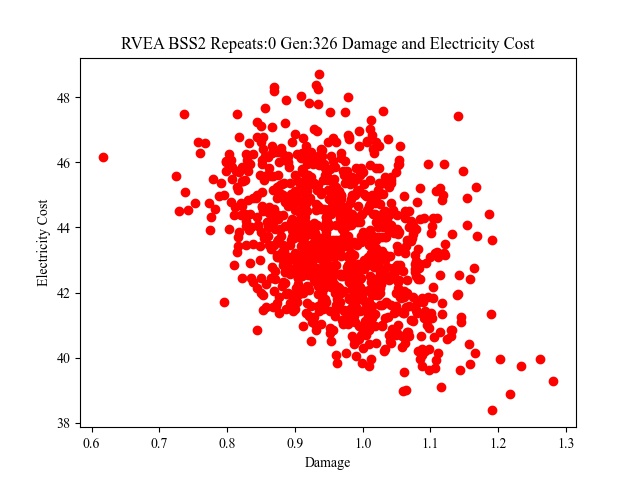 RVEA BSS2 Repeats:0 Gen:326 Damage and Electricity Cost
48
46
44
42
40
38
Electricity Cost
0.6 0.7 0.8 0.9 1.0 1.1 1.2 1.3
Damage